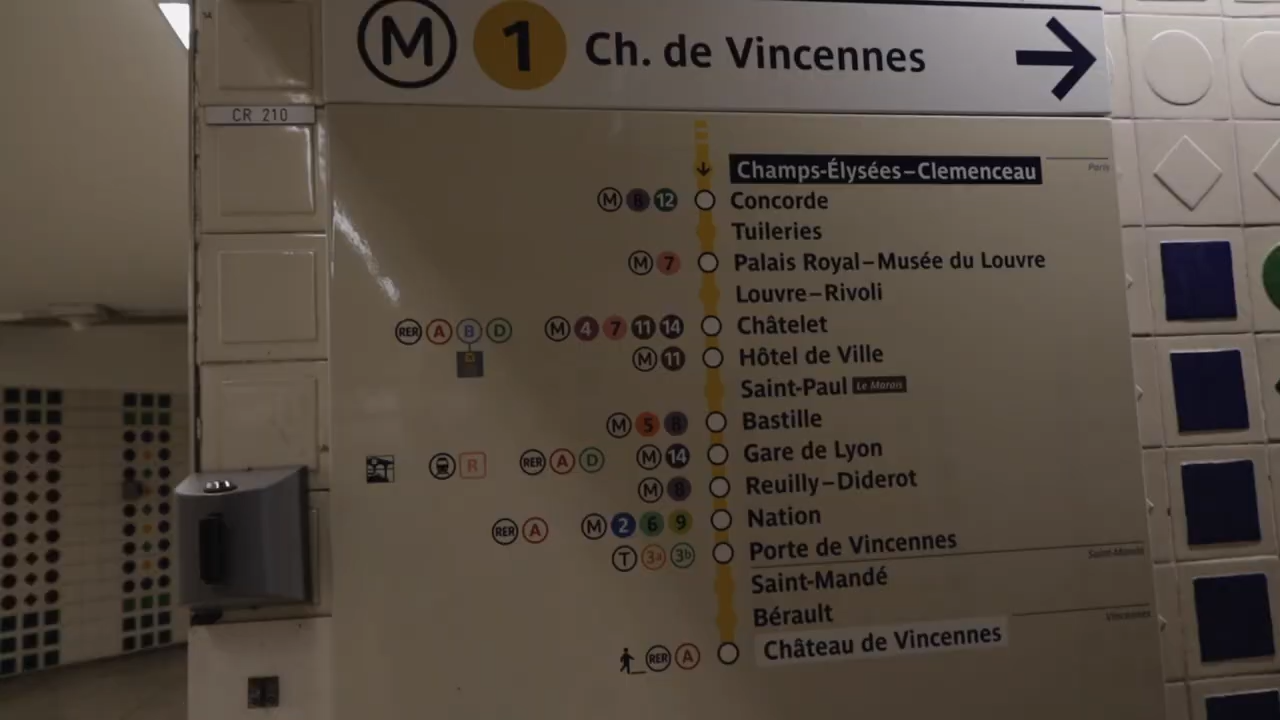 M 1 Ch. de Vincennes
CR 210
Champs-Élysées–Clemenceau
Paris
M 8 12 Concorde
Tuileries
M 7 Palais Royal–Musée du Louvre
Louvre–Rivoli
RER A B D M 4 7 11 14 Châtelet
M 11 Hôtel de Ville
Saint-Paul Le Marais
M 5 8 Bastille
R RER A D M 14 Gare de Lyon
M 8 Reuilly–Diderot
RER A M 2 6 9 Nation
T 3a 3b Porte de Vincennes
Saint-Mandé
Saint-Mandé
Bérault
Vincennes
RER A Château de Vincennes